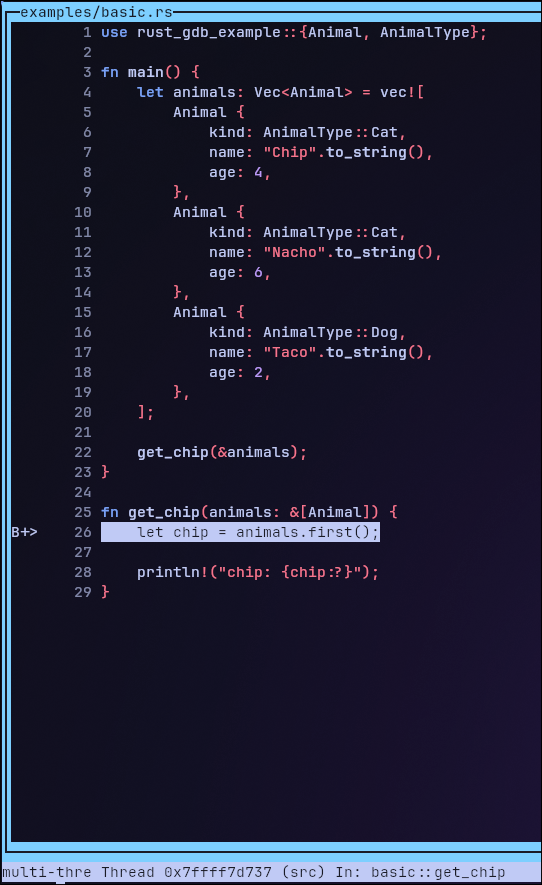 examples/basic.rs
1 use rust_gdb_example::{Animal, AnimalType};
2
3 fn main() {
4     let animals: Vec<Animal> = vec![
5         Animal {
6             kind: AnimalType::Cat,
7             name: "Chip".to_string(),
8             age: 4,
9         },
10         Animal {
11             kind: AnimalType::Cat,
12             name: "Nacho".to_string(),
13             age: 6,
14         },
15         Animal {
16             kind: AnimalType::Dog,
17             name: "Taco".to_string(),
18             age: 2,
19         },
20     ];
21
22     get_chip(&animals);
23 }
24
25 fn get_chip(animals: &[Animal]) {
B+> 26     let chip = animals.first();
27
28     println!("chip: {chip:?}");
29 }
multi-thre Thread 0x7ffff7d737 (src) In: basic::get_chip